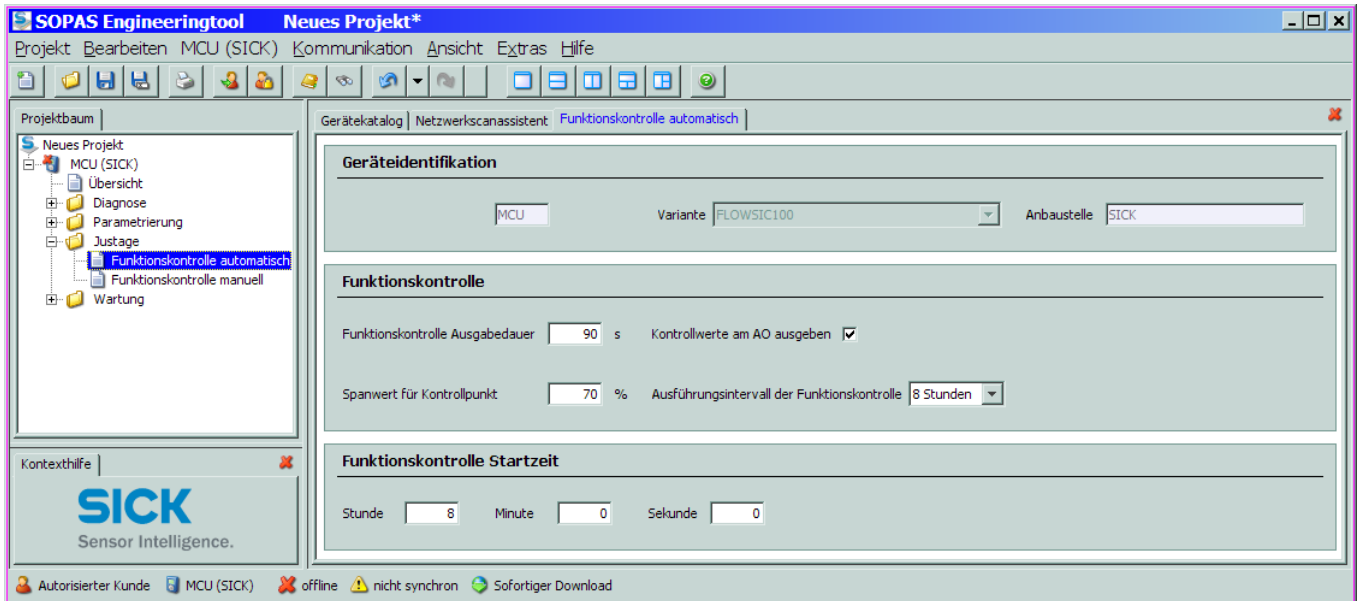 SOPAS Engineeringtool Neues Projekt*
Projekt Bearbeiten MCU (SICK) Kommunikation Ansicht Extras Hilfe
Projektbaum
Neues Projekt
MCU (SICK)
Übersicht
Diagnose
Parametrierung
Justage
Funktionskontrolle automatisch
Funktionskontrolle manuell
Wartung
Kontexthilfe
SICK
Sensor Intelligence.
Gerätekatalog Netzwerkscanassistent Funktionskontrolle automatisch
Geräteidentifikation
MCU Variante FLOWSIC100 Anbaustelle SICK
Funktionskontrolle
Funktionskontrolle Ausgabedauer 90 s Kontrollwerte am AO ausgeben
Spanwert für Kontrollpunkt 70 % Ausführungsintervall der Funktionskontrolle 8 Stunden
Funktionskontrolle Startzeit
Stunde 8 Minute 0 Sekunde 0
Autorisierter Kunde MCU (SICK) offline nicht synchron Sofortiger Download